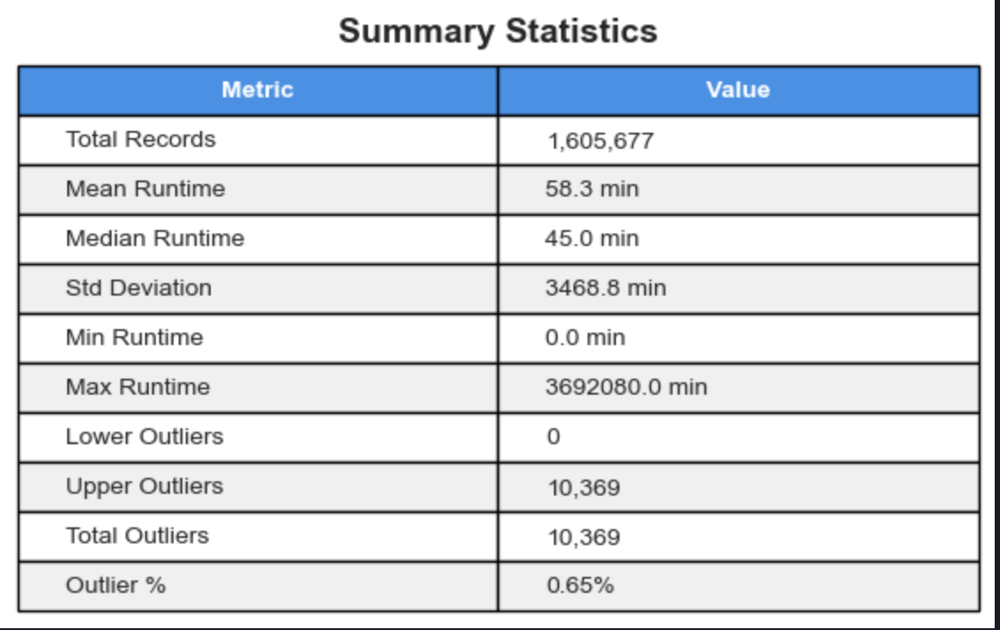 Summary Statistics
Metric Value
Total Records 1,605,677
Mean Runtime 58.3 min
Median Runtime 45.0 min
Std Deviation 3468.8 min
Min Runtime 0.0 min
Max Runtime 3692080.0 min
Lower Outliers 0
Upper Outliers 10,369
Total Outliers 10,369
Outlier % 0.65%